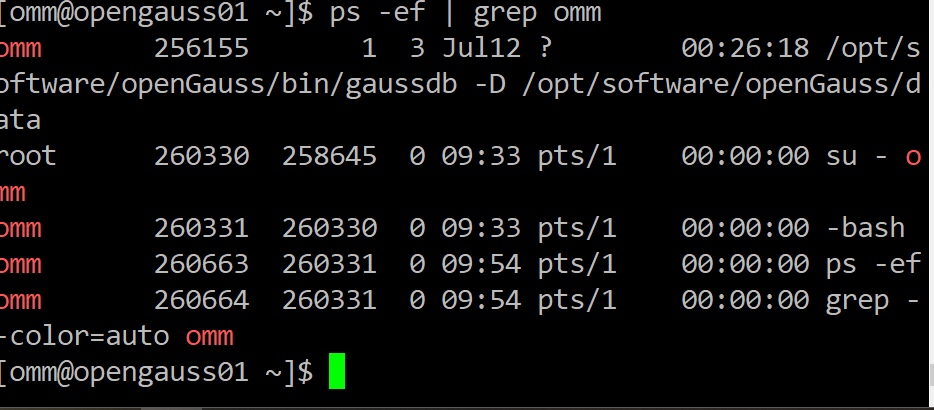 [omm@opengauss01 ~]$ ps -ef | grep omm
omm       256155       1  3 Jul12 ?        00:26:18 /opt/s
oftware/openGauss/bin/gaussdb -D /opt/software/openGauss/d
ata
root      260330  258645  0 09:33 pts/1    00:00:00 su - o
mm
omm       260331  260330  0 09:33 pts/1    00:00:00 -bash
omm       260663  260331  0 09:54 pts/1    00:00:00 ps -ef
omm       260664  260331  0 09:54 pts/1    00:00:00 grep -
-color=auto omm
[omm@opengauss01 ~]$